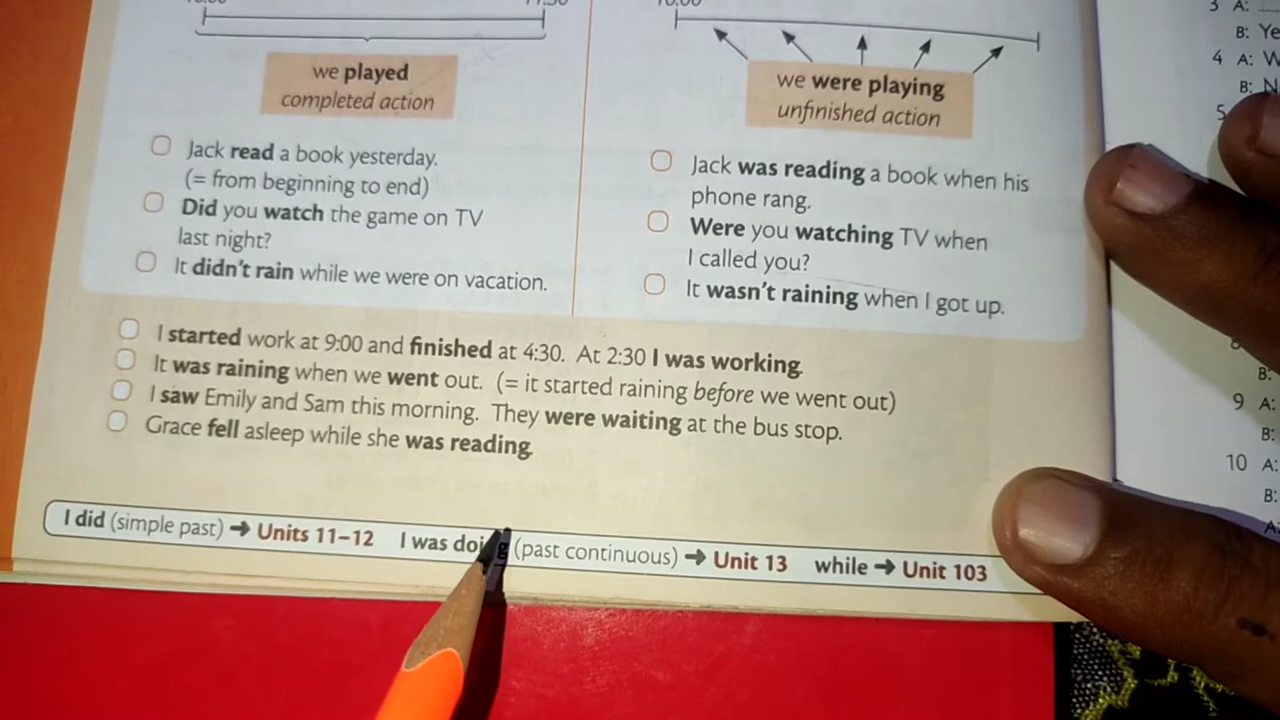 we played
completed action
Jack read a book yesterday.
(= from beginning to end)
Did you watch the game on TV
last night?
It didn't rain while we were on vacation.
we were playing
unfinished action
Jack was reading a book when his
phone rang.
Were you watching TV when
I called you?
It wasn't raining when I got up.
I started work at 9:00 and finished at 4:30. At 2:30 I was working.
It was raining when we went out. (= it started raining before we went out)
I saw Emily and Sam this morning. They were waiting at the bus stop.
Grace fell asleep while she was reading.
I did (simple past) → Units 11–12 I was doing (past continuous) → Unit 13 while → Unit 103
3 A:
B: Ye
4 A: W
B: N
5
B:
9 A:
B:
10 A:
B: